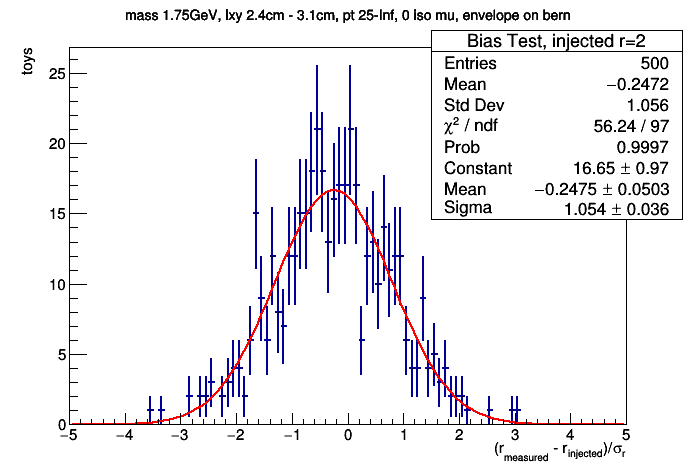 mass 1.75GeV, lxy 2.4cm - 3.1cm, pt 25-Inf, 0 Iso mu, envelope on bern
Bias Test, injected r=2
Entries 500
Mean −0.2472
Std Dev 1.056
χ² / ndf 56.24 / 97
Prob 0.9997
Constant 16.65 ± 0.97
Mean −0.2475 ± 0.0503
Sigma 1.054 ± 0.036
toys
25
20
15
10
5
0
−5 −4 −3 −2 −1 0 1 2 3 4 5
(r_measured - r_injected)/σ_r